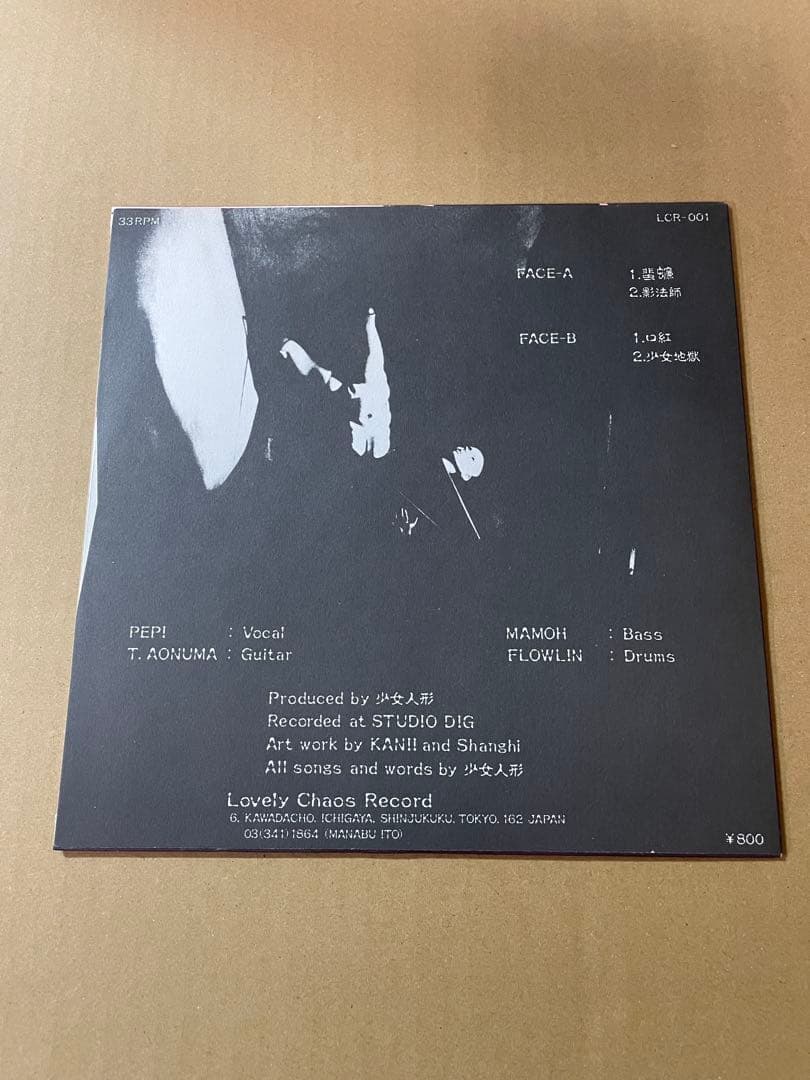 33RPM
LCR-001
FACE-A 1.蜚蠊
2.影法師
FACE-B 1.口紅
2.少女地獄
PEPI : Vocal
T. AONUMA : Guitar
MAMOH : Bass
FLOWLIN : Drums
Produced by 少女人形
Recorded at STUDIO DIG
Art work by KANII and Shanghi
All songs and words by 少女人形
Lovely Chaos Record
6, KAWADACHO, ICHIGAYA, SHINJUKUKU, TOKYO, 162 JAPAN
03(341)1864 (MANABU ITO)
¥800